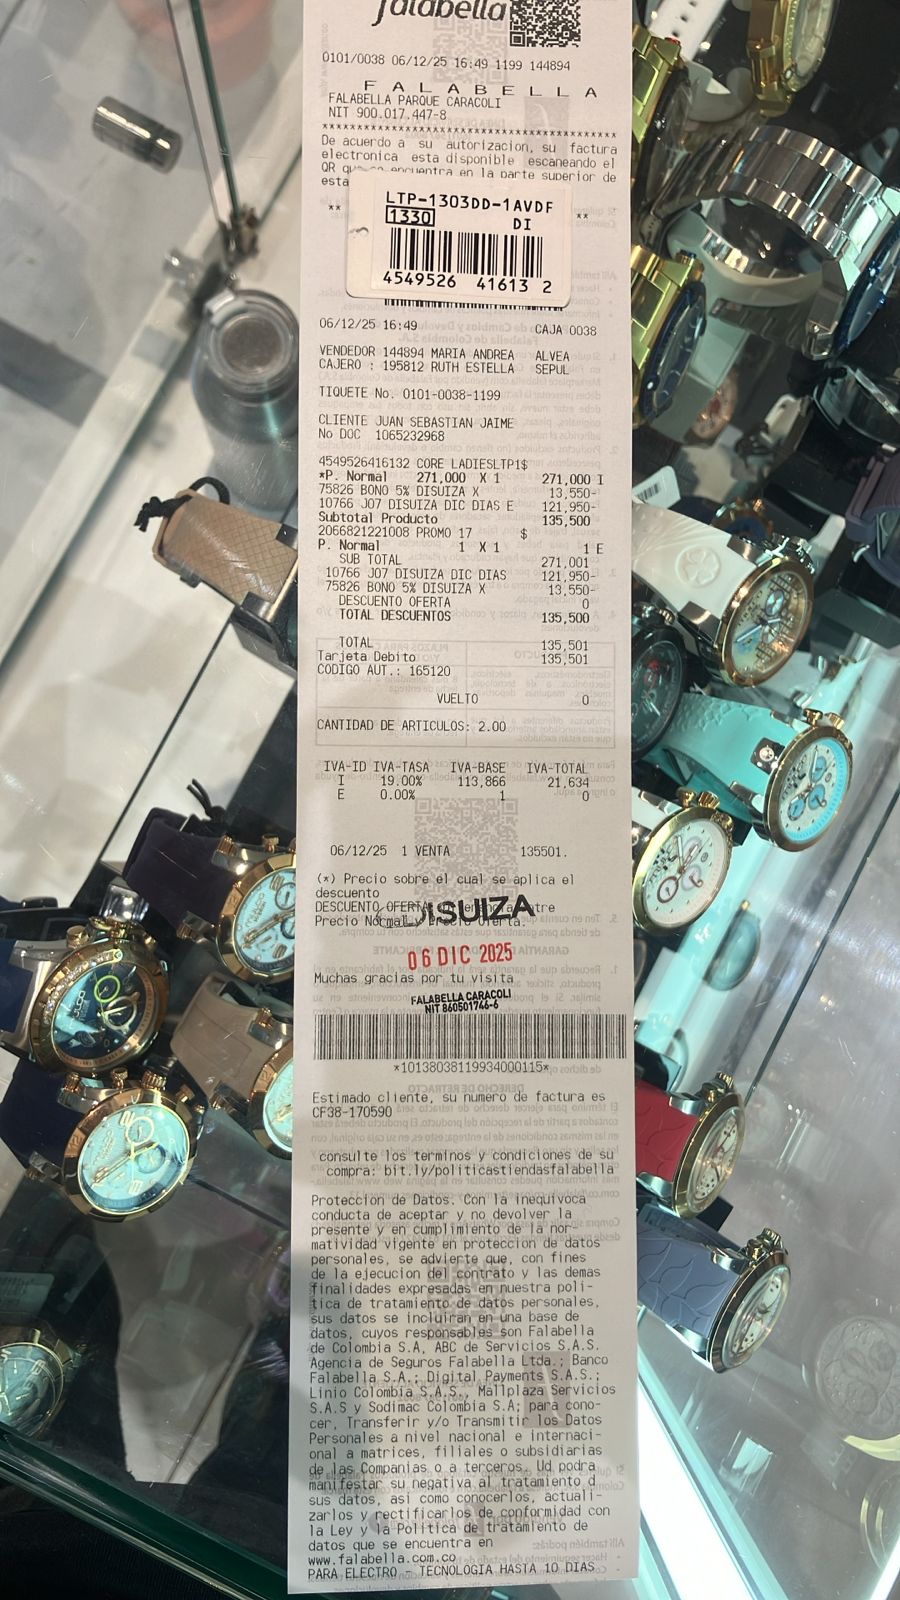 falabella
0101/0038 06/12/25 16:49 1199 144894
F A L A B E L L A
FALABELLA PARQUE CARACOLI
NIT 900.017.447-8
******************************************
De acuerdo a su autorizacion, su factura
electronica esta disponible escaneando el
QR que se encuentra en la parte superior de
esta
** **
LTP-1303DD-1AVDF
1330 DI
4549526 41613 2
06/12/25 16:49 CAJA 0038
VENDEDOR 144894 MARIA ANDREA ALVEA
CAJERO : 195812 RUTH ESTELLA SEPUL
TIQUETE No. 0101-0038-1199
CLIENTE JUAN SEBASTIAN JAIME
No DOC 1065232968
4549526416132 CORE LADIESLTP1$
*P. Normal 271,000 X 1 271,000 I
75826 BONO 5% DISUIZA X 13,550-
10766 J07 DISUIZA DIC DIAS E 121,950-
Subtotal Producto 135,500
2066821221008 PROMO 17 $
P. Normal 1 X 1 1 E
SUB TOTAL 271,001
10766 J07 DISUIZA DIC DIAS 121,950-
75826 BONO 5% DISUIZA X 13,550-
DESCUENTO OFERTA 0
TOTAL DESCUENTOS 135,500
TOTAL 135,501
Tarjeta Debito 135,501
CODIGO AUT.: 165120
VUELTO 0
CANTIDAD DE ARTICULOS: 2.00
IVA-ID IVA-TASA IVA-BASE IVA-TOTAL
I 19.00% 113,866 21,634
E 0.00% 1 0
06/12/25 1 VENTA 135501.
(*) Precio sobre el cual se aplica el
descuento
DESCUENTO OFERTA entre
Precio Normal y Precio Oferta.
DISUIZA
06 DIC 2025
Muchas gracias por tu visita
FALABELLA CARACOLI
NIT 860501746-6
*10138038119934000115*
Estimado cliente, su numero de factura es
CF38-170590
consulte los terminos y condiciones de su
compra: bit.ly/politicastiendasfalabella
Proteccion de Datos. Con la inequivoca
conducta de aceptar y no devolver la
presente y en cumplimiento de la nor-
matividad vigente en proteccion de datos
personales, se advierte que, con fines
de la ejecucion del contrato y las demas
finalidades expresadas en nuestra poli-
tica de tratamiento de datos personales,
sus datos se incluiran en una base de
datos, cuyos responsables son Falabella
de Colombia S.A, ABC de Servicios S.A.S.
Agencia de Seguros Falabella Ltda.; Banco
Falabella S.A.; Digital Payments S.A.S.;
Linio Colombia S.A.S., Mallplaza Servicios
S.A.S y Sodimac Colombia S.A; para cono-
cer, Transferir y/o Transmitir los Datos
Personales a nivel nacional e internaci-
onal a matrices, filiales o subsidiarias
de las Companias o a terceros. Ud podra
manifestar su negativa al tratamiento d
sus datos, asi como conocerlos, actuali-
zarlos y rectificarlos de conformidad con
la Ley y la Politica de tratamiento de
datos que se encuentra en
www.falabella.com.co
PARA ELECTRO - TECNOLOGIA HASTA 10 DIAS